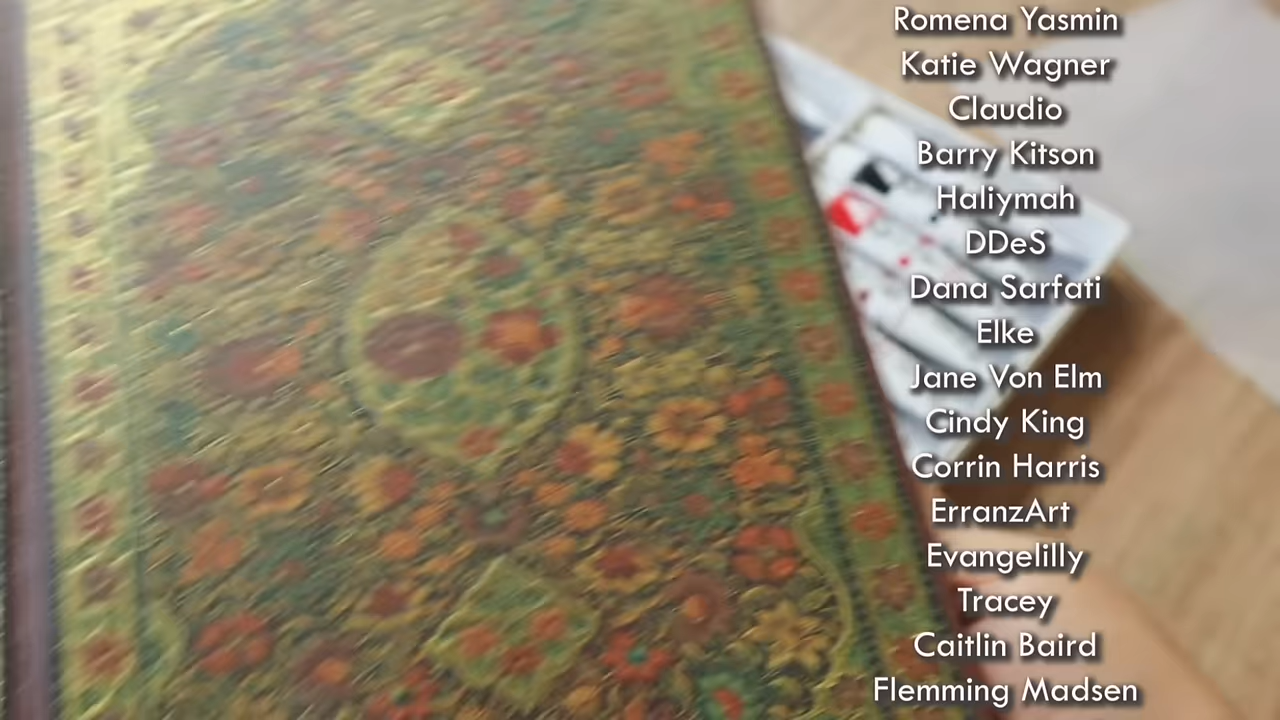 Romena Yasmin
Katie Wagner
Claudio
Barry Kitson
Haliymah
DDeS
Dana Sarfati
Elke
Jane Von Elm
Cindy King
Corrin Harris
ErranzArt
Evangelilly
Tracey
Caitlin Baird
Flemming Madsen